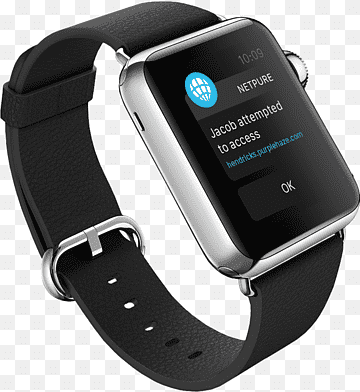 10:09
NETPURE
Jacob attempted
to access
hendricks.purplehaze.com
OK